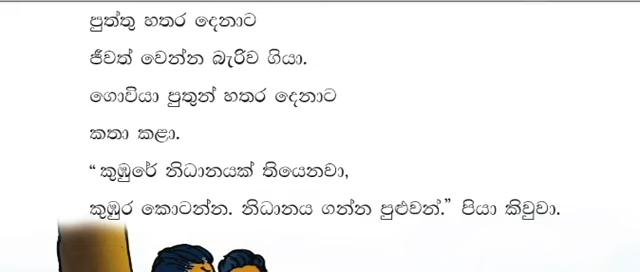 පුත්තු හතර දෙනාට
ජීවත් වෙන්න බැරිව ගියා.
ගොවියා පුතුන් හතර දෙනාට
කතා කළා.
“කුඹුරේ නිධානයක් තියෙනවා,
කුඹුර කොටන්න. නිධානය ගන්න පුළුවන්.” පියා කිවුවා.